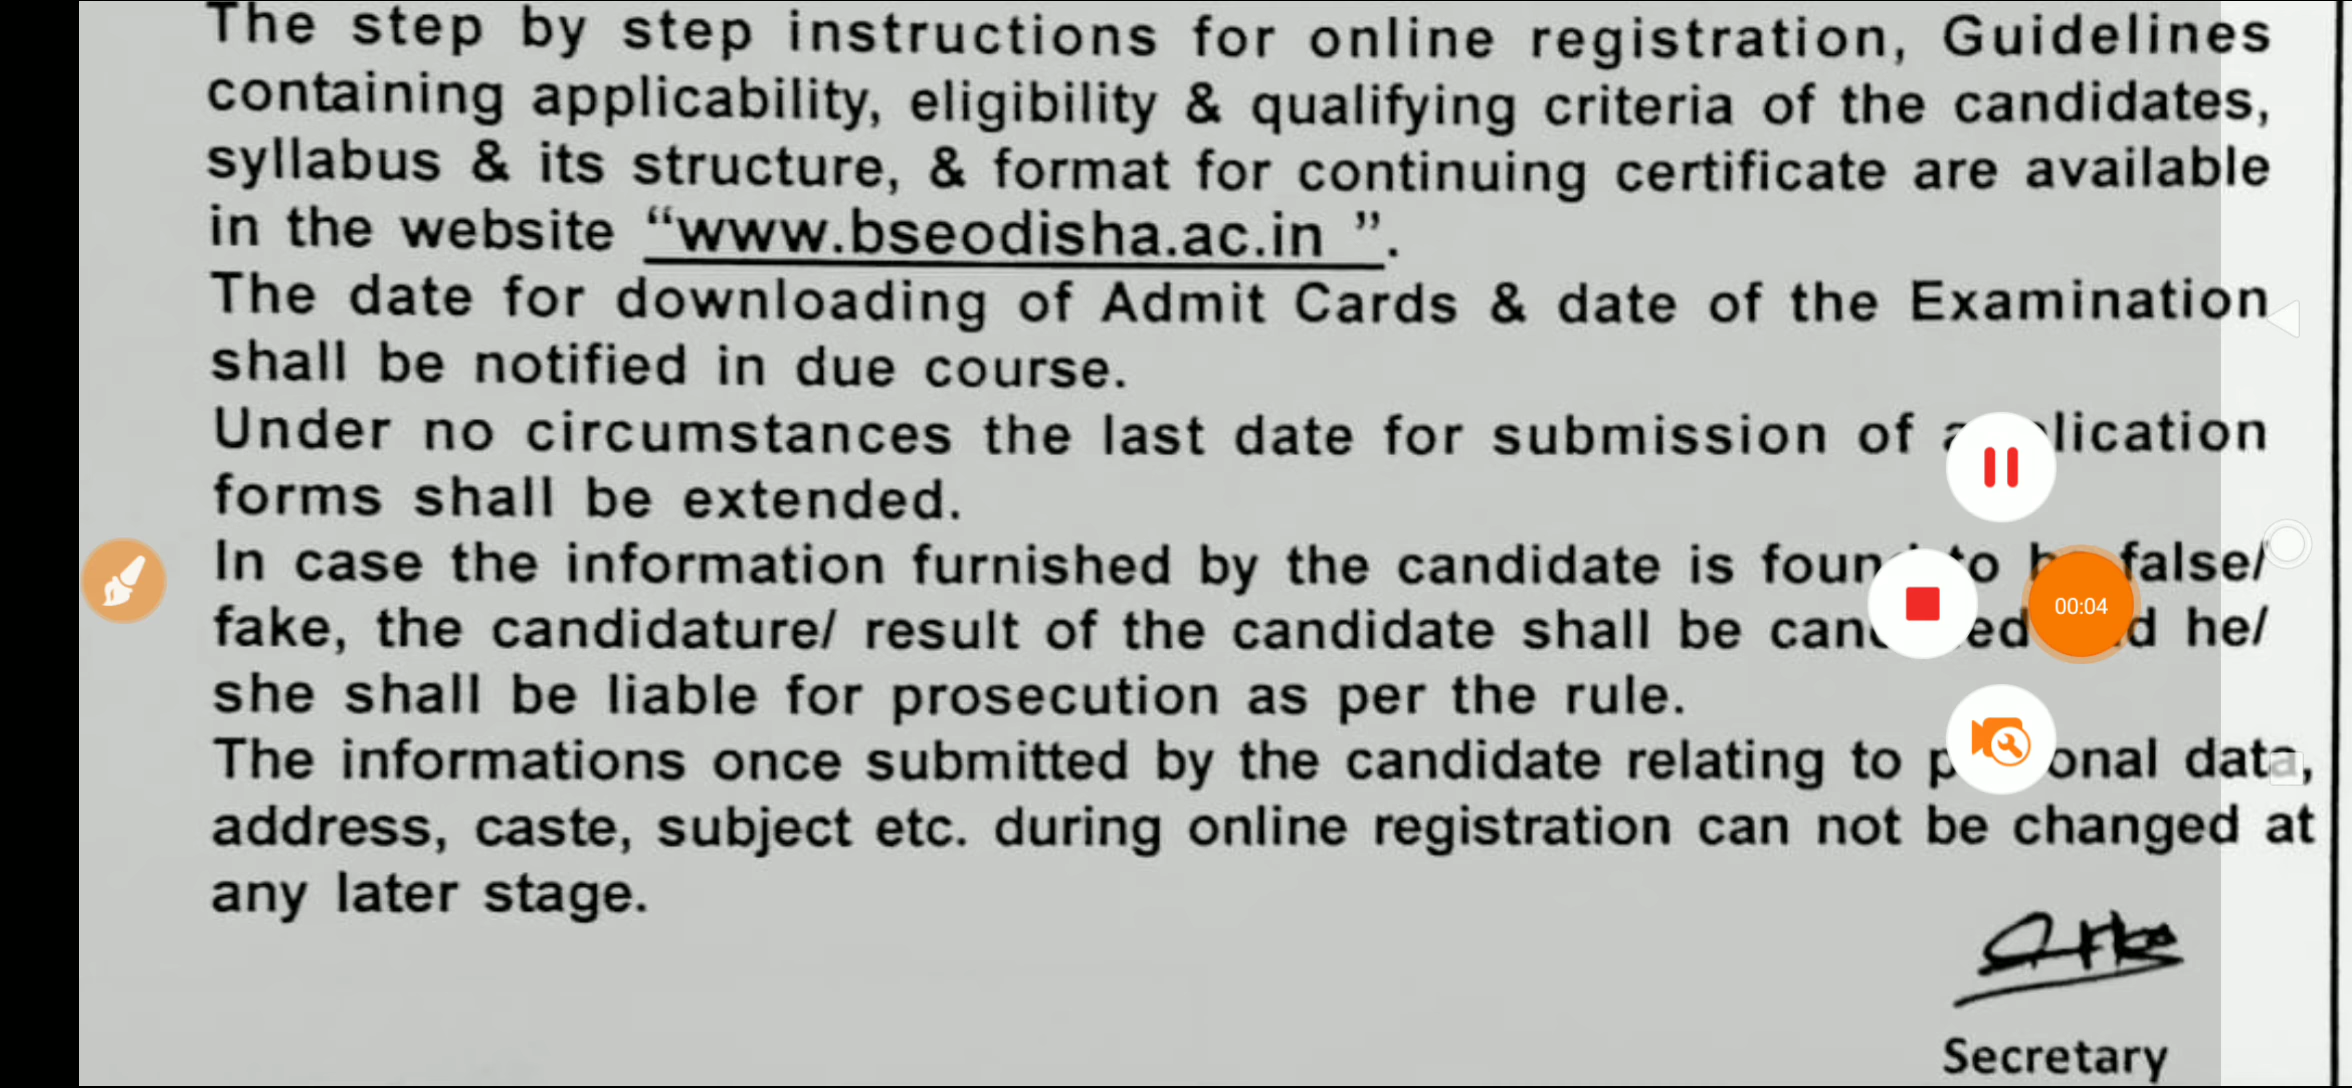 The step by step instructions for online registration, Guidelines
containing applicability, eligibility & qualifying criteria of the candidates,
syllabus & its structure, & format for continuing certificate are available
in the website “www.bseodisha.ac.in ”.
The date for downloading of Admit Cards & date of the Examination
shall be notified in due course.
Under no circumstances the last date for submission of
forms shall be extended.
In case the information furnished by the candidate is to false/
fake, the candidature/ result of the candidate shall be he/
00:04
she shall be liable for prosecution as per the rule.
The informations once submitted by the candidate relating to data,
address, caste, subject etc. during online registration can not be changed at
any later stage.
Secretary